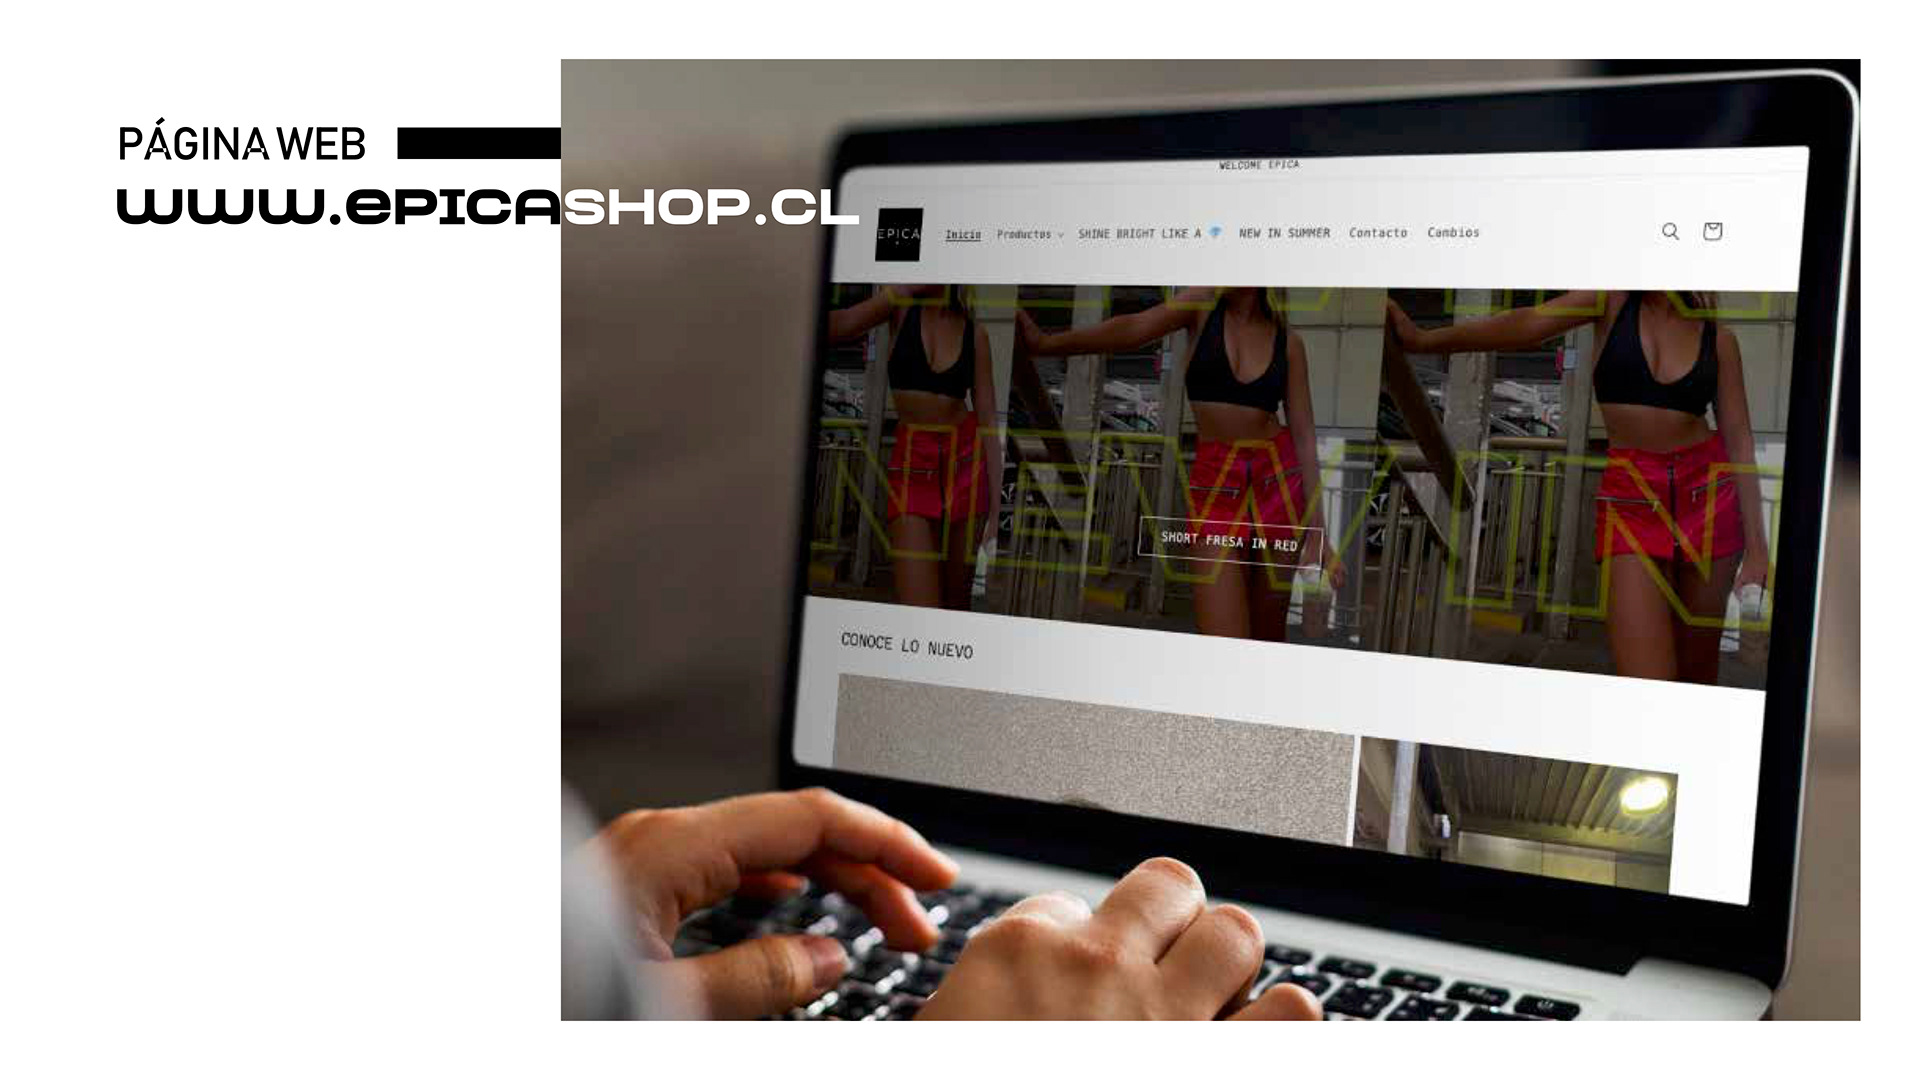 PÁGINA WEB
www.epicashop.cl
WELCOME EPICA
EPICA
Inicio Productos SHINE BRIGHT LIKE A 💎 NEW IN SUMMER Contacto Cambios
NEW IN
SHORT FRESA IN RED
CONOCE LO NUEVO